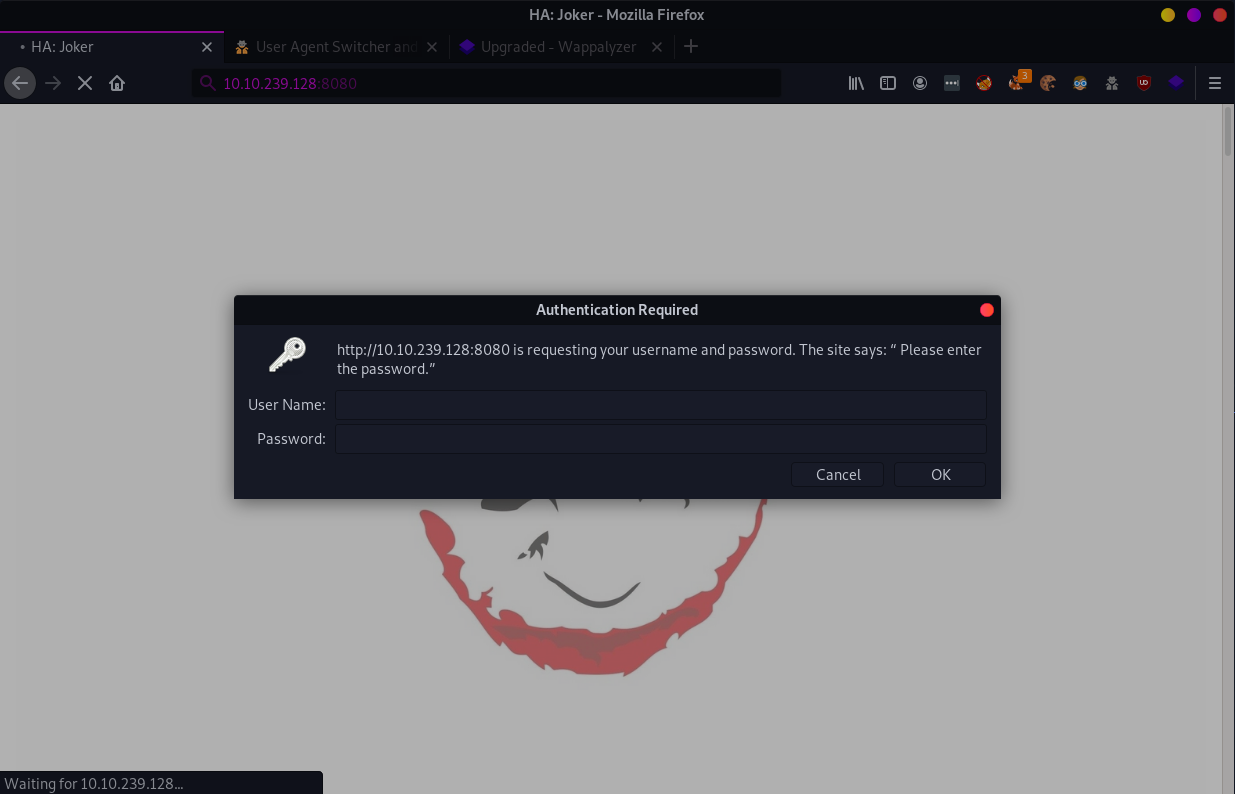 HA: Joker - Mozilla Firefox
• HA: Joker
User Agent Switcher and
Upgraded - Wappalyzer
10.10.239.128:8080
3
UD
Authentication Required
http://10.10.239.128:8080 is requesting your username and password. The site says: “ Please enter
the password.”
User Name:
Password:
Cancel
OK
Waiting for 10.10.239.128...